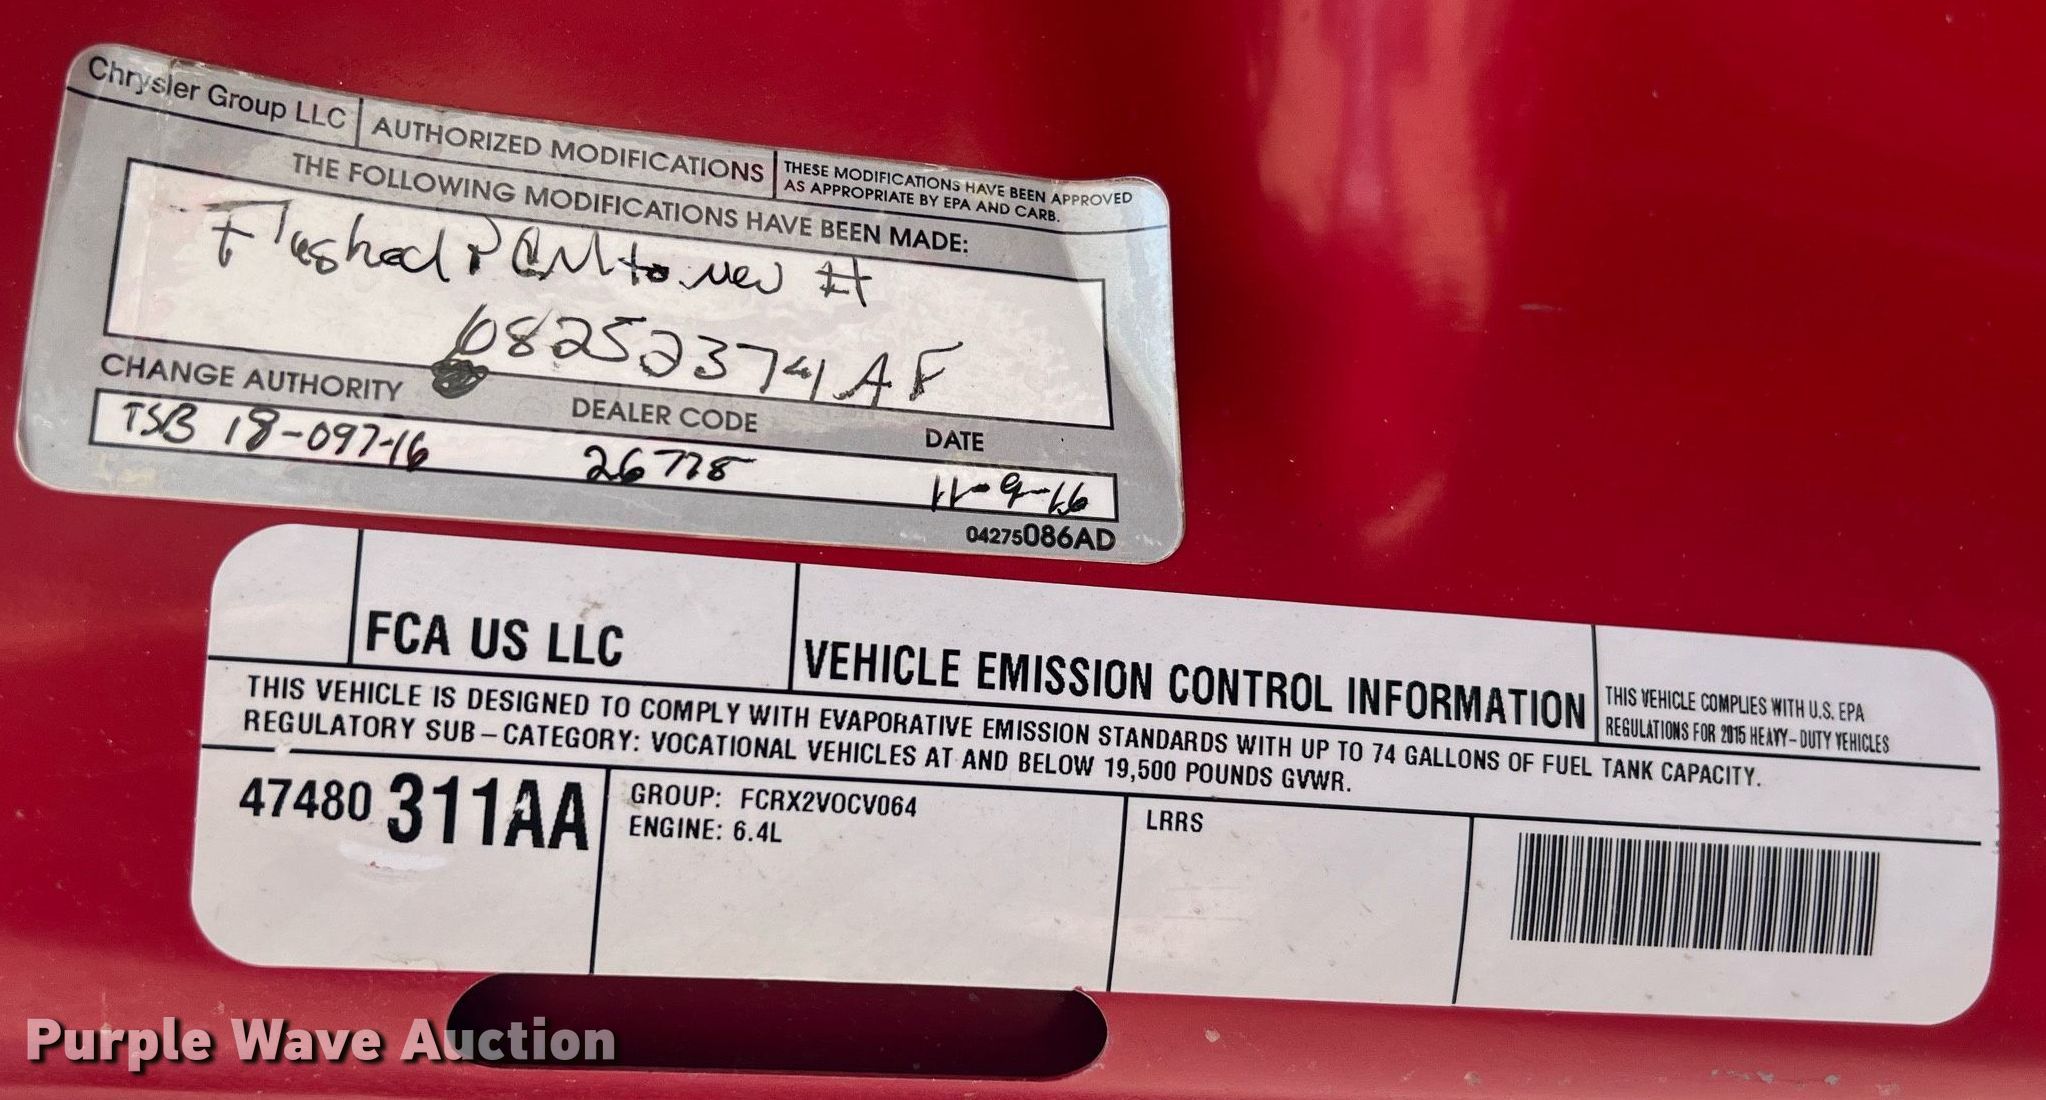 Chrysler Group LLC AUTHORIZED MODIFICATIONS THESE MODIFICATIONS HAVE BEEN APPROVED
AS APPROPRIATE BY EPA AND CARB.
THE FOLLOWING MODIFICATIONS HAVE BEEN MADE:
Flashed PCM to new #
68252374AF
CHANGE AUTHORITY DEALER CODE DATE
TSB 18-097-16 26778 11-9-16
04275086AD
FCA US LLC VEHICLE EMISSION CONTROL INFORMATION THIS VEHICLE COMPLIES WITH U.S. EPA
REGULATIONS FOR 2015 HEAVY-DUTY VEHICLES
THIS VEHICLE IS DESIGNED TO COMPLY WITH EVAPORATIVE EMISSION STANDARDS WITH UP TO 74 GALLONS OF FUEL TANK CAPACITY.
REGULATORY SUB-CATEGORY: VOCATIONAL VEHICLES AT AND BELOW 19,500 POUNDS GVWR.
47480 311AA GROUP: FCRX2VOCV064 LRRS
ENGINE: 6.4L
Purple Wave Auction